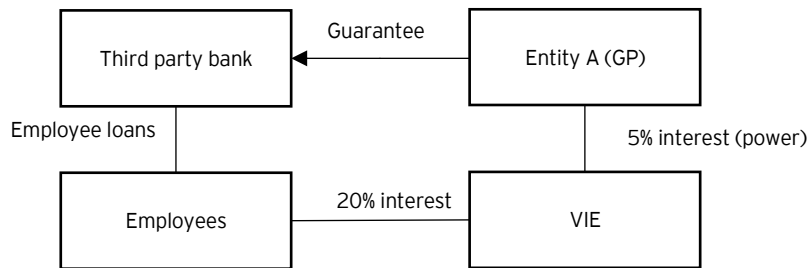 Guarantee
Third party bank
Entity A (GP)
Employee loans
5% interest (power)
20% interest
Employees
VIE